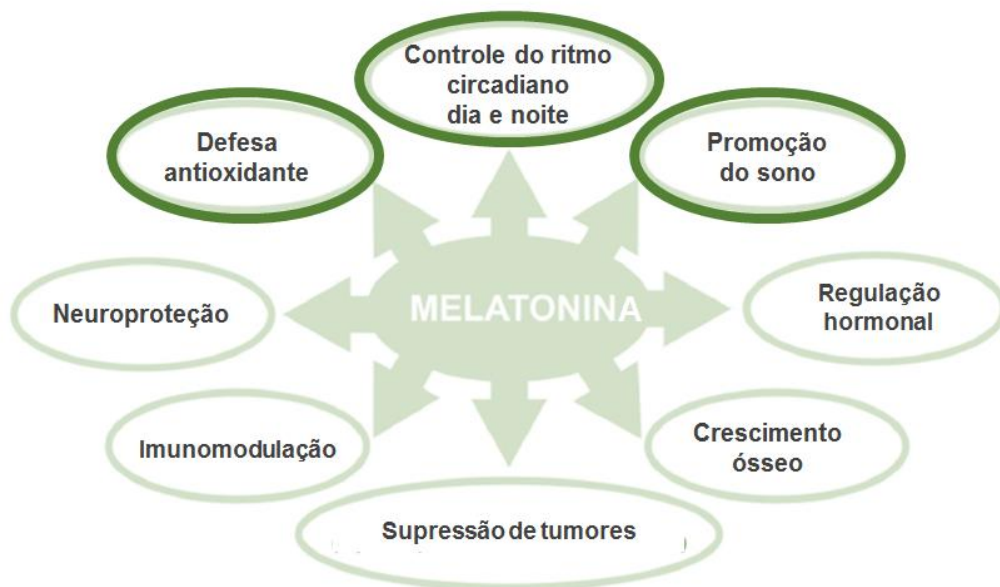 Controle do ritmo
circadiano
dia e noite
Defesa
antioxidante
Promoção
do sono
Neuroproteção
MELATONINA
Regulação
hormonal
Imunomodulação
Crescimento
ósseo
Supressão de tumores